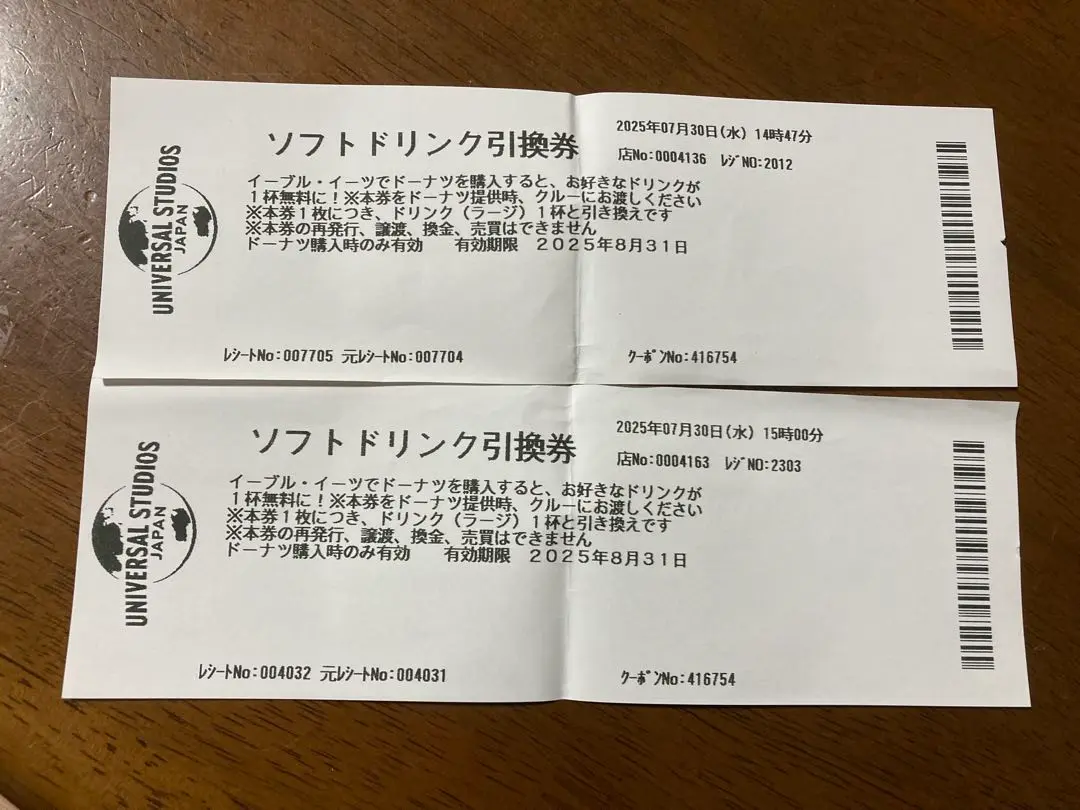 ソフトドリンク引換券
2025年07月30日(水) 14時47分
店No:0004136 レジNO:2012
UNIVERSAL STUDIOS
JAPAN
イーブル・イーツでドーナツを購入すると、お好きなドリンクが
1杯無料に!※本券をドーナツ提供時、クルーにお渡しください
※本券1枚につき、ドリンク(ラージ)1杯と引き換えです
※本券の再発行、譲渡、換金、売買はできません
ドーナツ購入時のみ有効 有効期限 2025年8月31日
レシートNo:007705 元レシートNo:007704
クーポンNo:416754
ソフトドリンク引換券
2025年07月30日(水) 15時00分
店No:0004163 レジNO:2303
UNIVERSAL STUDIOS
JAPAN
イーブル・イーツでドーナツを購入すると、お好きなドリンクが
1杯無料に!※本券をドーナツ提供時、クルーにお渡しください
※本券1枚につき、ドリンク(ラージ)1杯と引き換えです
※本券の再発行、譲渡、換金、売買はできません
ドーナツ購入時のみ有効 有効期限 2025年8月31日
レシートNo:004032 元レシートNo:004031
クーポンNo:416754